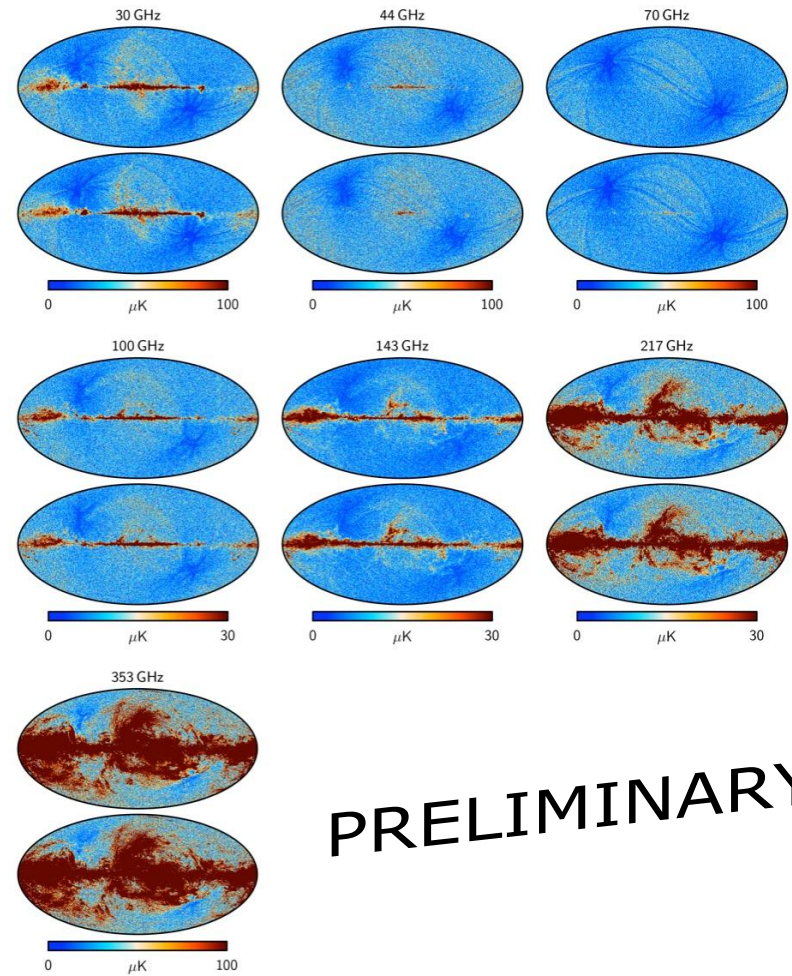 30 GHz
44 GHz
70 GHz
0 μK 100
0 μK 100
0 μK 100
100 GHz
143 GHz
217 GHz
0 μK 30
0 μK 30
0 μK 30
353 GHz
PRELIMINARY
0 μK 100